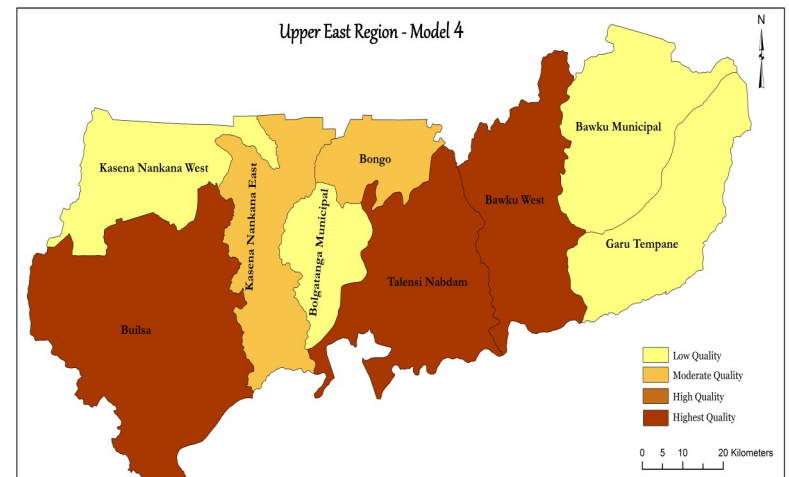 Upper East Region - Model 4
N
Bawku Municipal
Bongo
Kasena Nankana West
Kasena Nankana East
Bawku West
Bolgatanga Municipal
Garu Tempane
Talensi Nabdam
Builsa
Low Quality
Moderate Quality
High Quality
Highest Quality
0 5 10 20 Kilometers